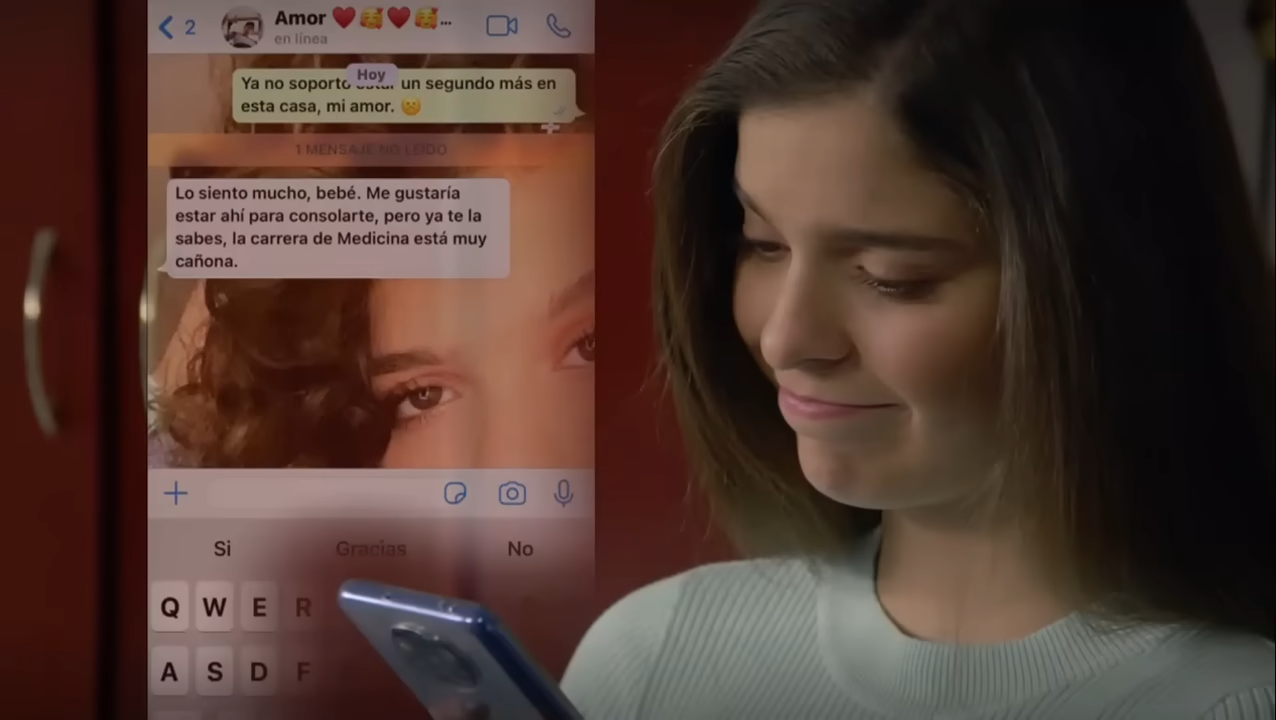 2
Amor ❤️🥰❤️🥰...
en línea
Hoy
Ya no soporto estar un segundo más en
esta casa, mi amor. 😕
1 MENSAJE NO LEÍDO
Lo siento mucho, bebé. Me gustaría
estar ahí para consolarte, pero ya te la
sabes, la carrera de Medicina está muy
cañona.
Si Gracias No
Q W E R
A S D F